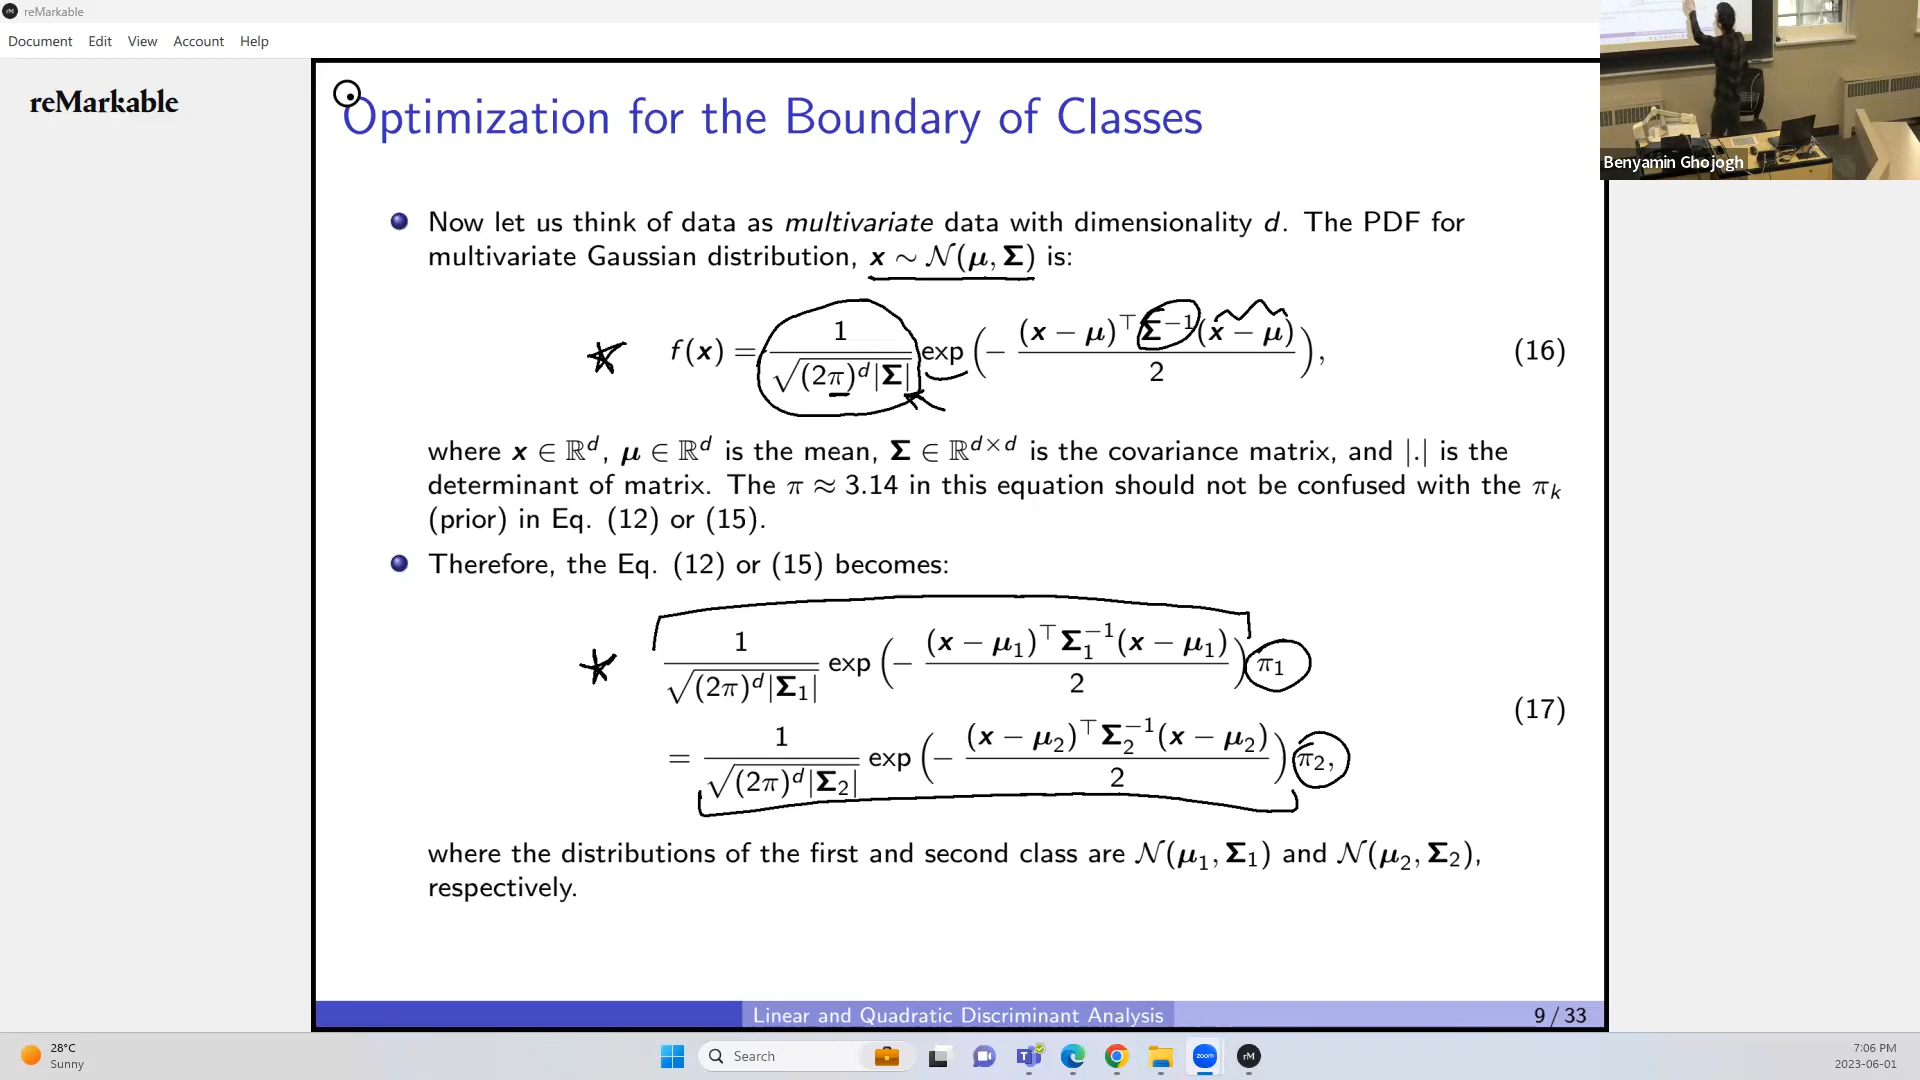 reMarkable
Document Edit View Account Help
reMarkable
Benyamin Ghojogh
Optimization for the Boundary of Classes
Now let us think of data as multivariate data with dimensionality d. The PDF for
multivariate Gaussian distribution, x ∼ N(μ, Σ) is:
f(x) = 1/√((2π)^d|Σ|) exp(− (x − μ)^⊤ Σ^−1 (x − μ)/2), (16)
where x ∈ ℝ^d, μ ∈ ℝ^d is the mean, Σ ∈ ℝ^d×d is the covariance matrix, and |.| is the
determinant of matrix. The π ≈ 3.14 in this equation should not be confused with the π_k
(prior) in Eq. (12) or (15).
Therefore, the Eq. (12) or (15) becomes:
1/√((2π)^d|Σ_1|) exp(− (x − μ_1)^⊤ Σ_1^−1 (x − μ_1)/2) π_1
= 1/√((2π)^d|Σ_2|) exp(− (x − μ_2)^⊤ Σ_2^−1 (x − μ_2)/2) π_2, (17)
where the distributions of the first and second class are N(μ_1, Σ_1) and N(μ_2, Σ_2),
respectively.
Linear and Quadratic Discriminant Analysis 9 / 33
28°C
Sunny
Search
zoom
rM
7:06 PM
2023-06-01